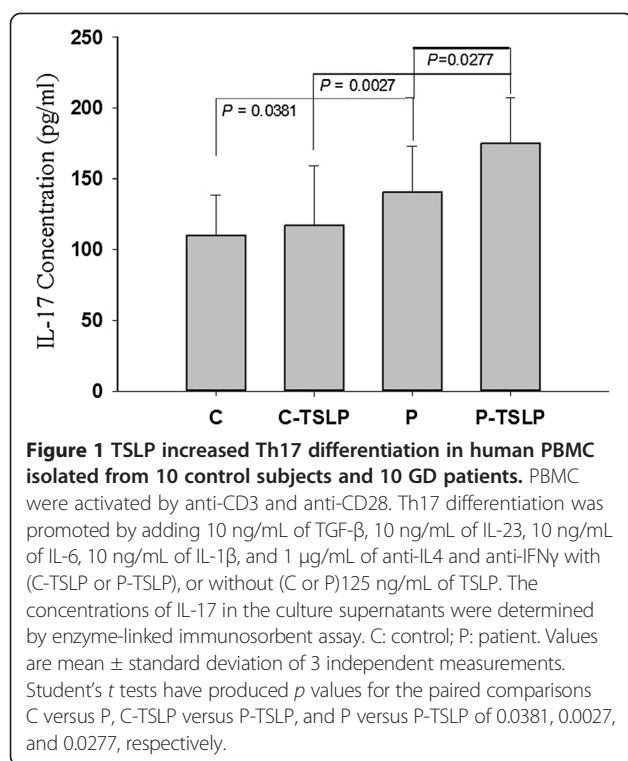 250
200
150
100
50
0
IL-17 Concentration (pg/ml)
P=0.0277
P = 0.0027
P = 0.0381
C C-TSLP P P-TSLP
Figure 1 TSLP increased Th17 differentiation in human PBMC
isolated from 10 control subjects and 10 GD patients. PBMC
were activated by anti-CD3 and anti-CD28. Th17 differentiation was
promoted by adding 10 ng/mL of TGF-β, 10 ng/mL of IL-23, 10 ng/mL
of IL-6, 10 ng/mL of IL-1β, and 1 μg/mL of anti-IL4 and anti-IFNγ with
(C-TSLP or P-TSLP), or without (C or P)125 ng/mL of TSLP. The
concentrations of IL-17 in the culture supernatants were determined
by enzyme-linked immunosorbent assay. C: control; P: patient. Values
are mean ± standard deviation of 3 independent measurements.
Student's t tests have produced p values for the paired comparisons
C versus P, C-TSLP versus P-TSLP, and P versus P-TSLP of 0.0381, 0.0027,
and 0.0277, respectively.